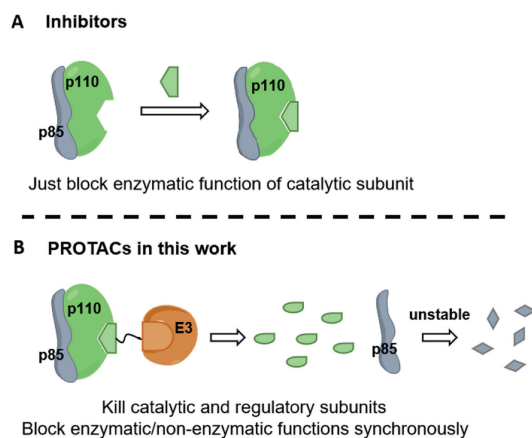 A Inhibitors
p110
p85
p110
Just block enzymatic function of catalytic subunit
B PROTACs in this work
p110
p85
E3
p85
unstable
Kill catalytic and regulatory subunits
Block enzymatic/non-enzymatic functions synchronously